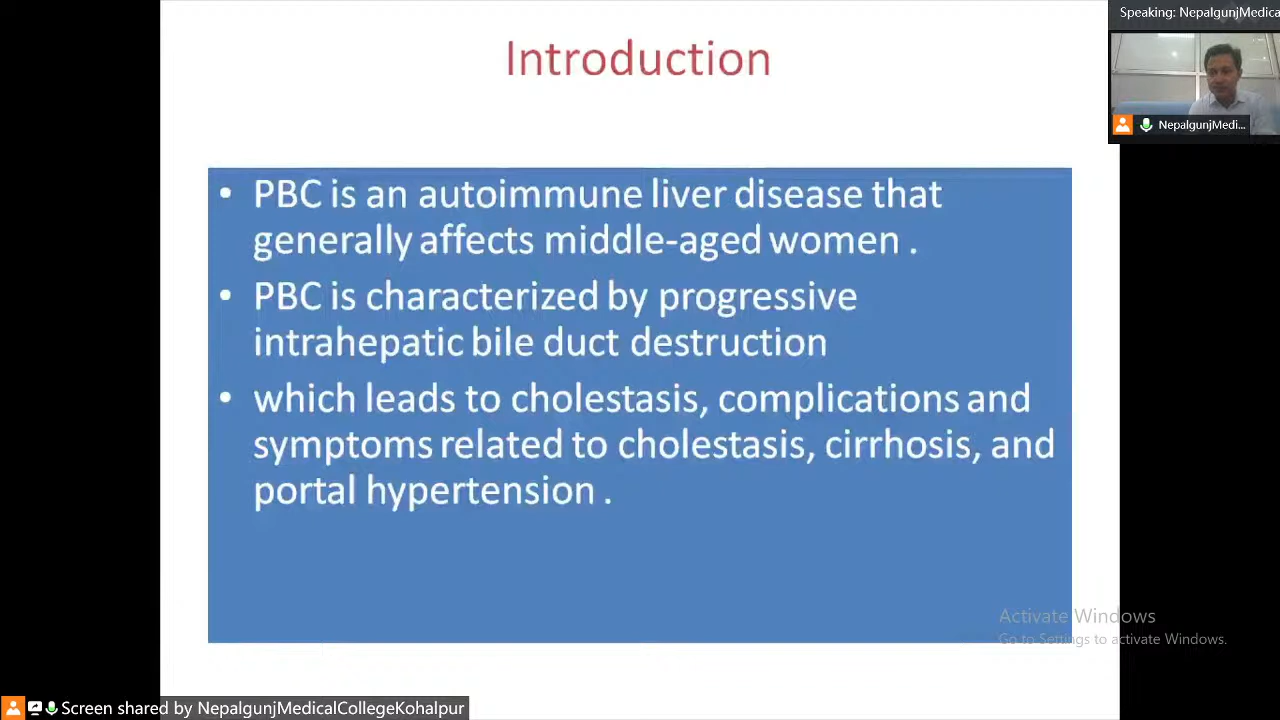 Speaking: NepalgunjMedica
Introduction
NepalgunjMedi...
• PBC is an autoimmune liver disease that
generally affects middle-aged women .
• PBC is characterized by progressive
intrahepatic bile duct destruction
• which leads to cholestasis, complications and
symptoms related to cholestasis, cirrhosis, and
portal hypertension .
Activate Windows
Go to Settings to activate Windows.
Screen shared by NepalgunjMedicalCollegeKohalpur